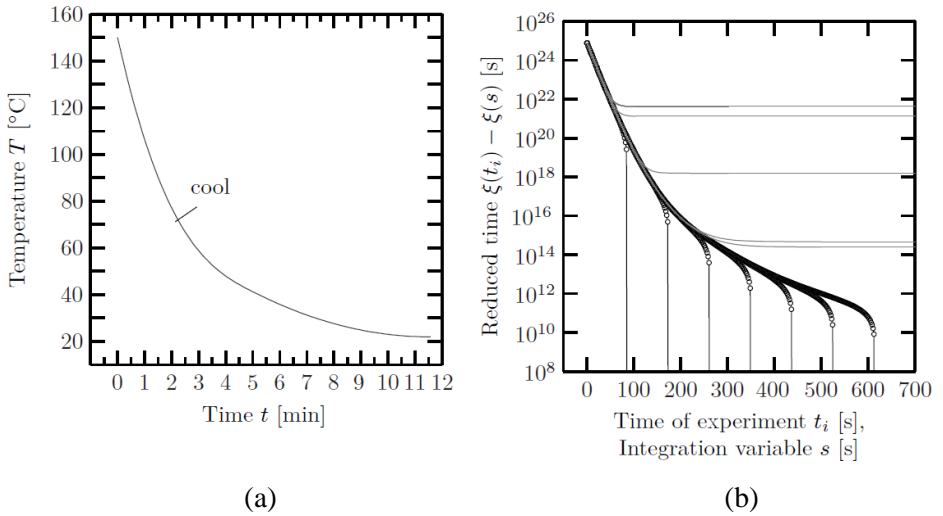 160
140
120
100
80
60
40
20
Temperature T [°C]
cool
0 1 2 3 4 5 6 7 8 9 10 11 12
Time t [min]
(a)
10^26
10^24
10^22
10^20
10^18
10^16
10^14
10^12
10^10
10^8
Reduced time ξ(t_i) − ξ(s) [s]
0 100 200 300 400 500 600 700
Time of experiment t_i [s],
Integration variable s [s]
(b)